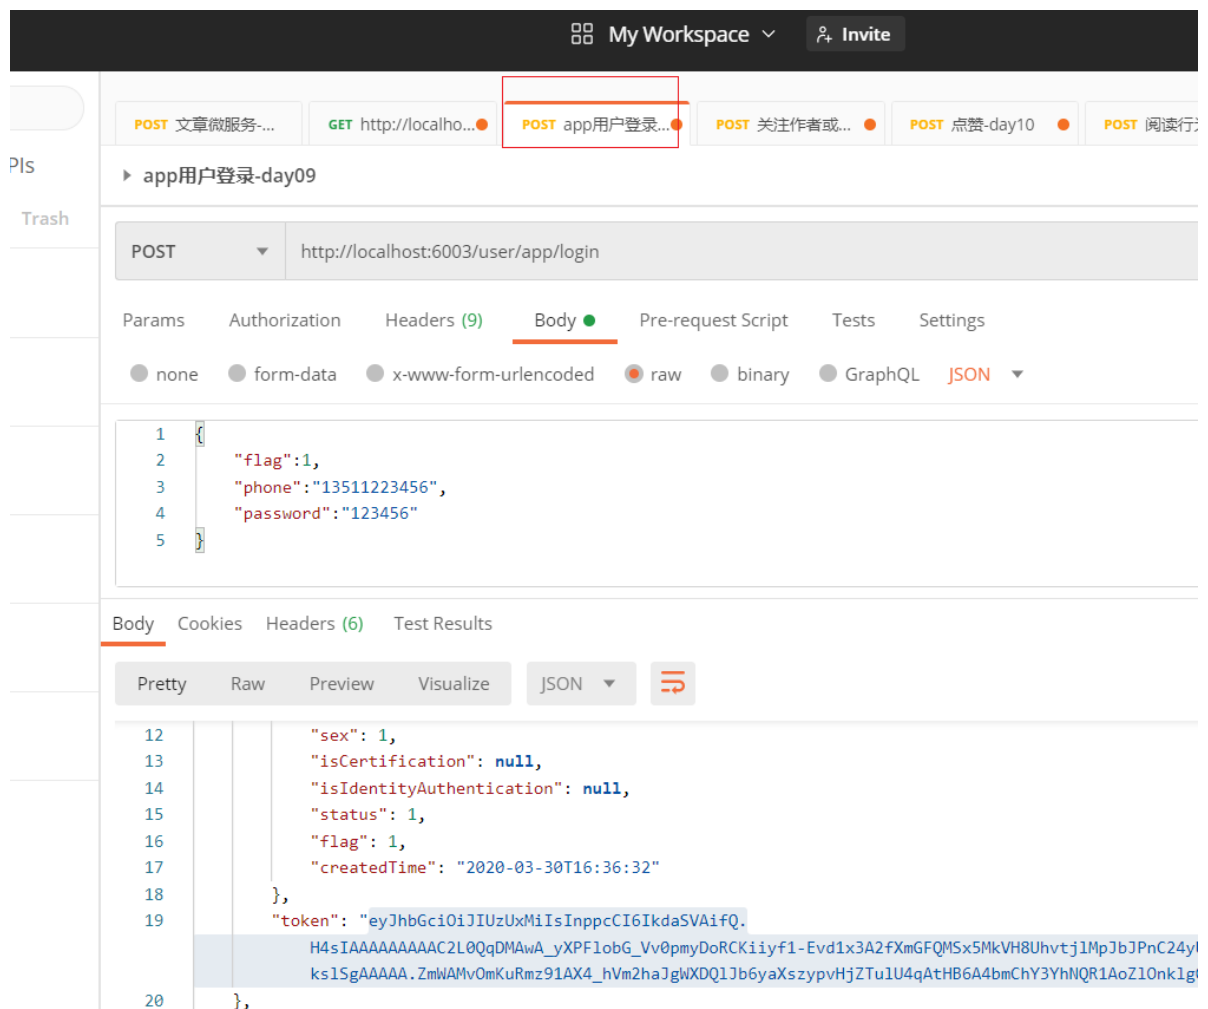 My Workspace
Invite
POST 文章微服务-...
GET http://localho...
POST app用户登录...
POST 关注作者或...
POST 点赞-day10
POST 阅读行
PIs
app用户登录-day09
Trash
POST
http://localhost:6003/user/app/login
Params Authorization Headers (9) Body Pre-request Script Tests Settings
none form-data x-www-form-urlencoded raw binary GraphQL JSON
1 {
2 "flag":1,
3 "phone":"13511223456",
4 "password":"123456"
5 }
Body Cookies Headers (6) Test Results
Pretty Raw Preview Visualize JSON
12 "sex": 1,
13 "isCertification": null,
14 "isIdentityAuthentication": null,
15 "status": 1,
16 "flag": 1,
17 "createdTime": "2020-03-30T16:36:32"
18 },
19 "token": "eyJhbGciOiJIUzUxMiIsInppcCI6IkdaSVAifQ.
H4sIAAAAAAAAAC2L0QqDMAwA_yXPFlobG_Vv0pmyDoRCKiiyf1-Evd1x3A2fXmGFQMSx5MkVH8UhvtjlMpJbJPnC24y
kslSgAAAAA.ZmWAMvOmKuRmz91AX4_hVm2haJgWXDQlJb6yaXszypvHjZTulU4qAtHB6A4bmChY3YhNQR1AoZlOnklg
20 },